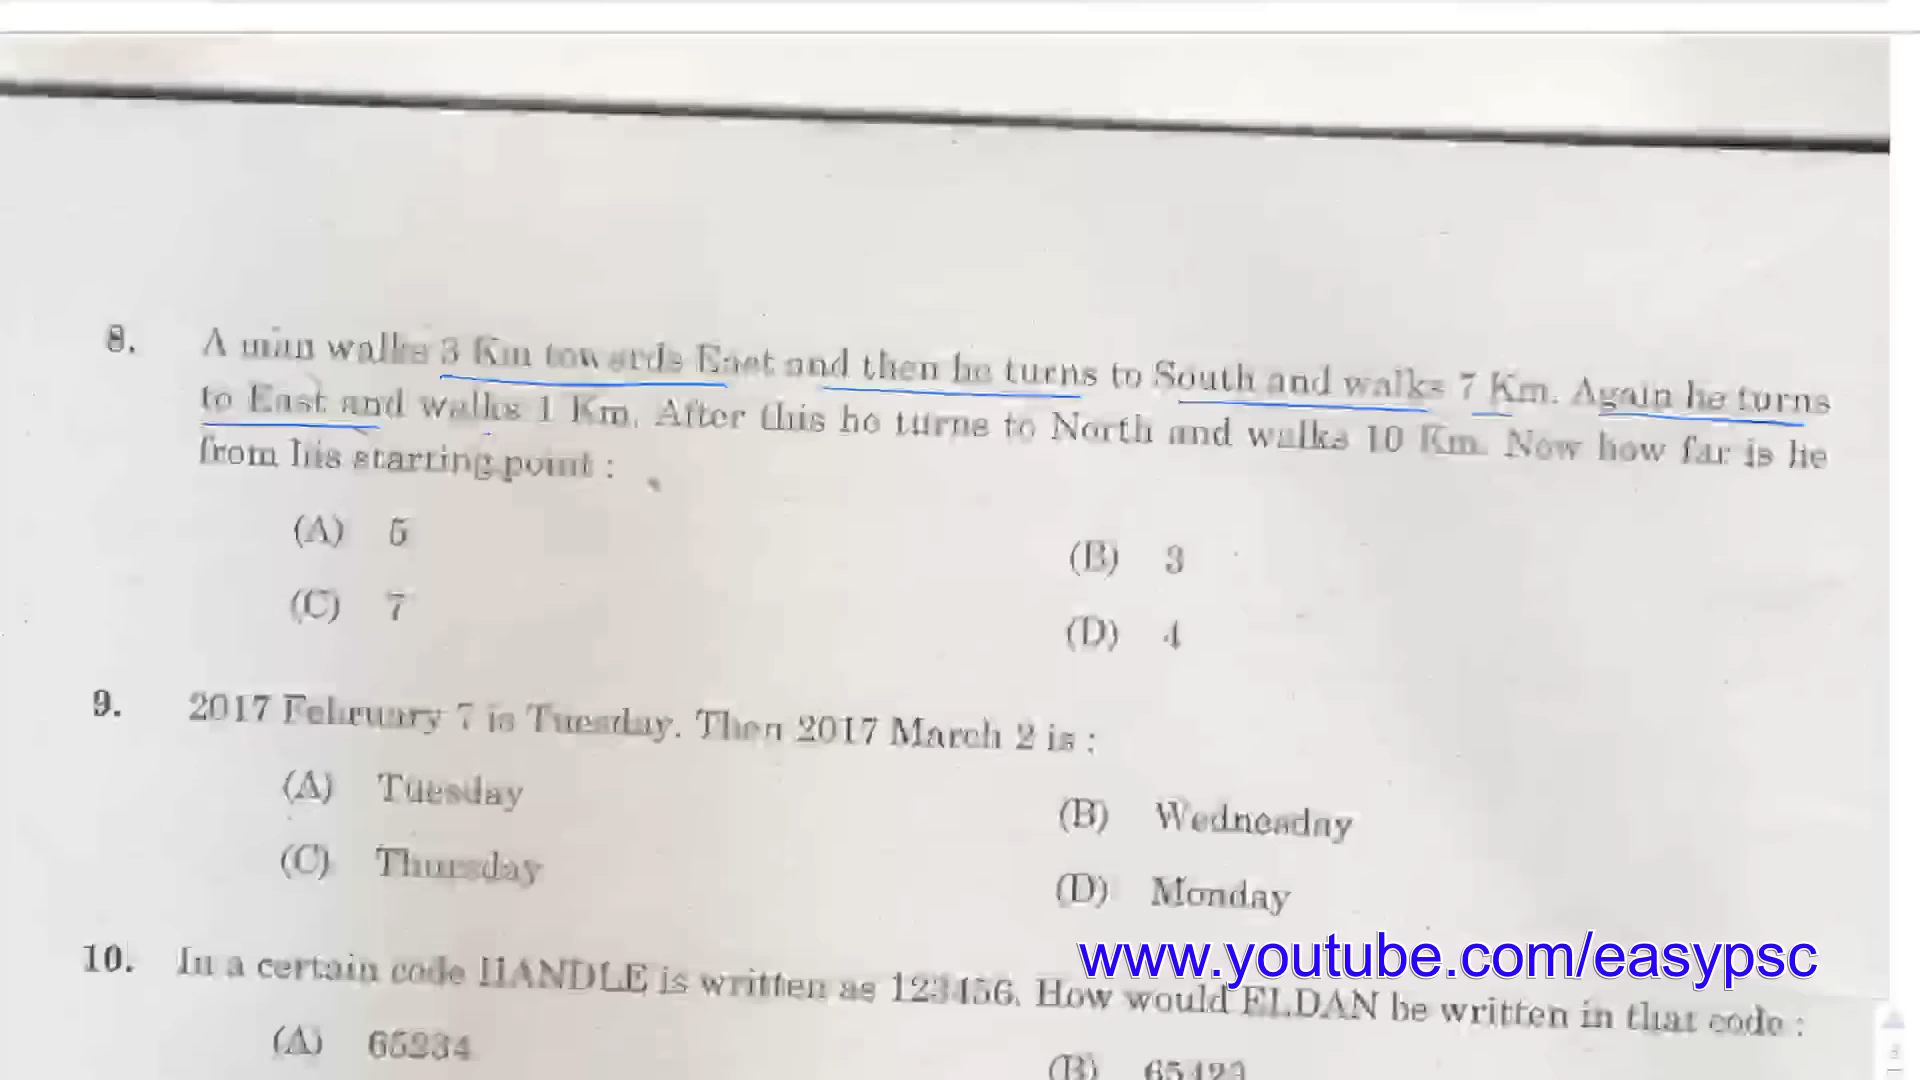 8. A man walks 3 Km towards East and then he turns to South and walks 7 Km. Again he turns
to East and walks 1 Km. After this he turns to North and walks 10 Km. Now how far is he
from his starting point :
(A) 5 (B) 3
(C) 7 (D) 4
9. 2017 February 7 is Tuesday. Then 2017 March 2 is :
(A) Tuesday (B) Wednesday
(C) Thursday (D) Monday
www.youtube.com/easypsc
10. In a certain code HANDLE is written as 123456. How would ELDAN be written in that code :
(A) 65234 (B) 65423